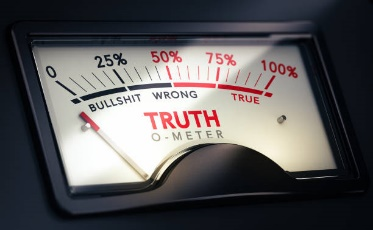 0 25% 50% 75% 100%
BULLSHIT WRONG TRUE
TRUTH
O-METER